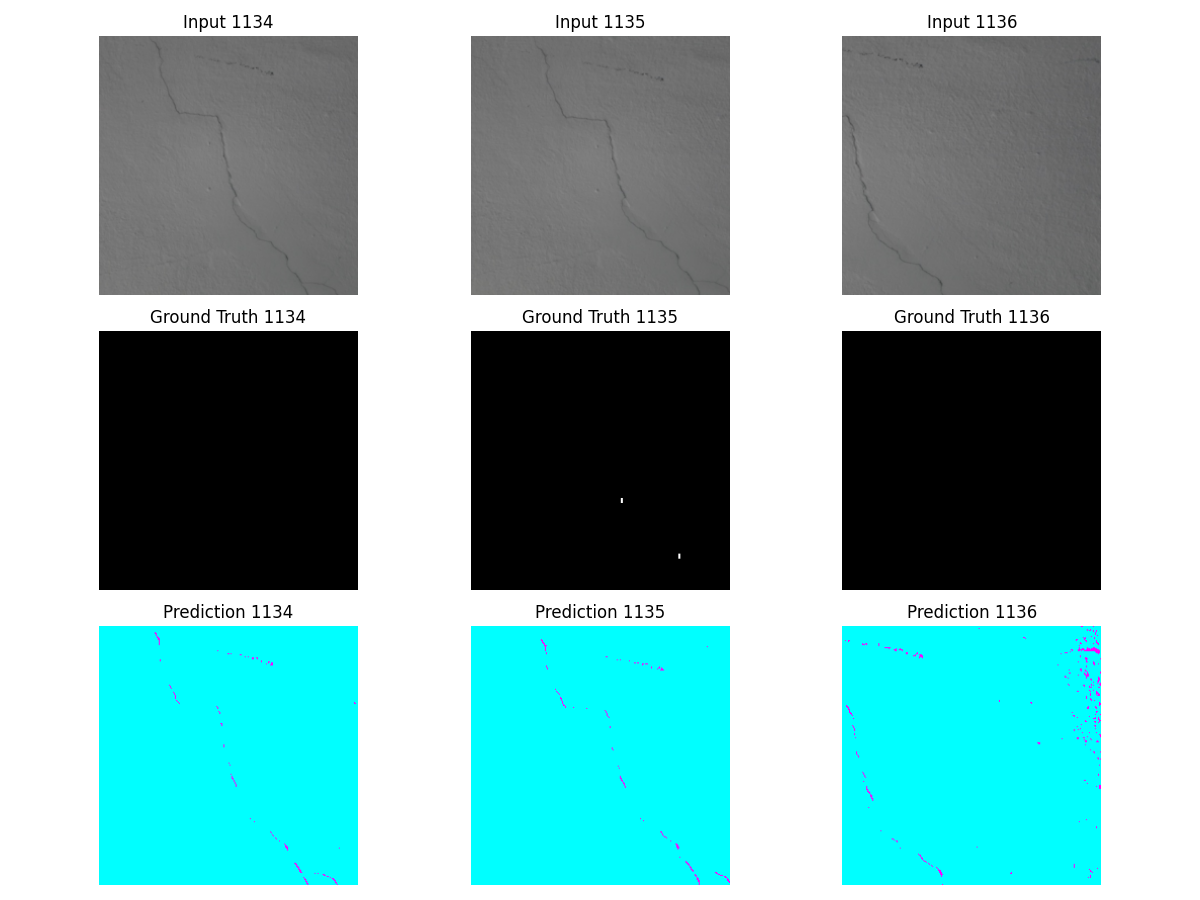 Input 1134
Input 1135
Input 1136
Ground Truth 1134
Ground Truth 1135
Ground Truth 1136
Prediction 1134
Prediction 1135
Prediction 1136